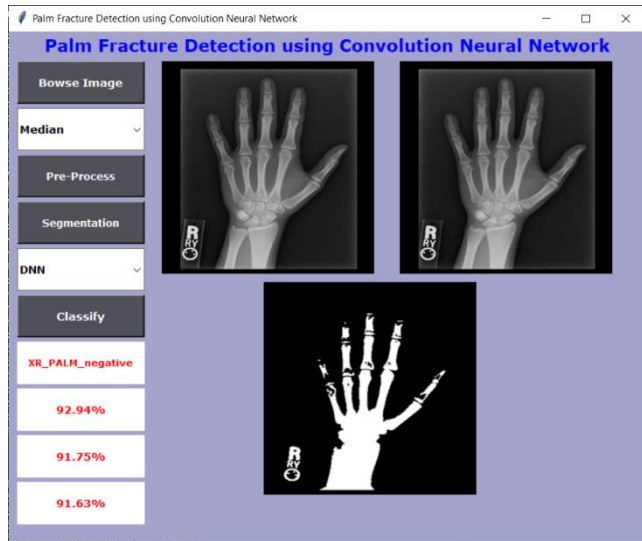 Palm Fracture Detection using Convolution Neural Network
Palm Fracture Detection using Convolution Neural Network
Bowse Image
Median
Pre-Process
Segmentation
DNN
Classify
XR_PALM_negative
92.94%
91.75%
91.63%
R
RY
R
RY
R
RY